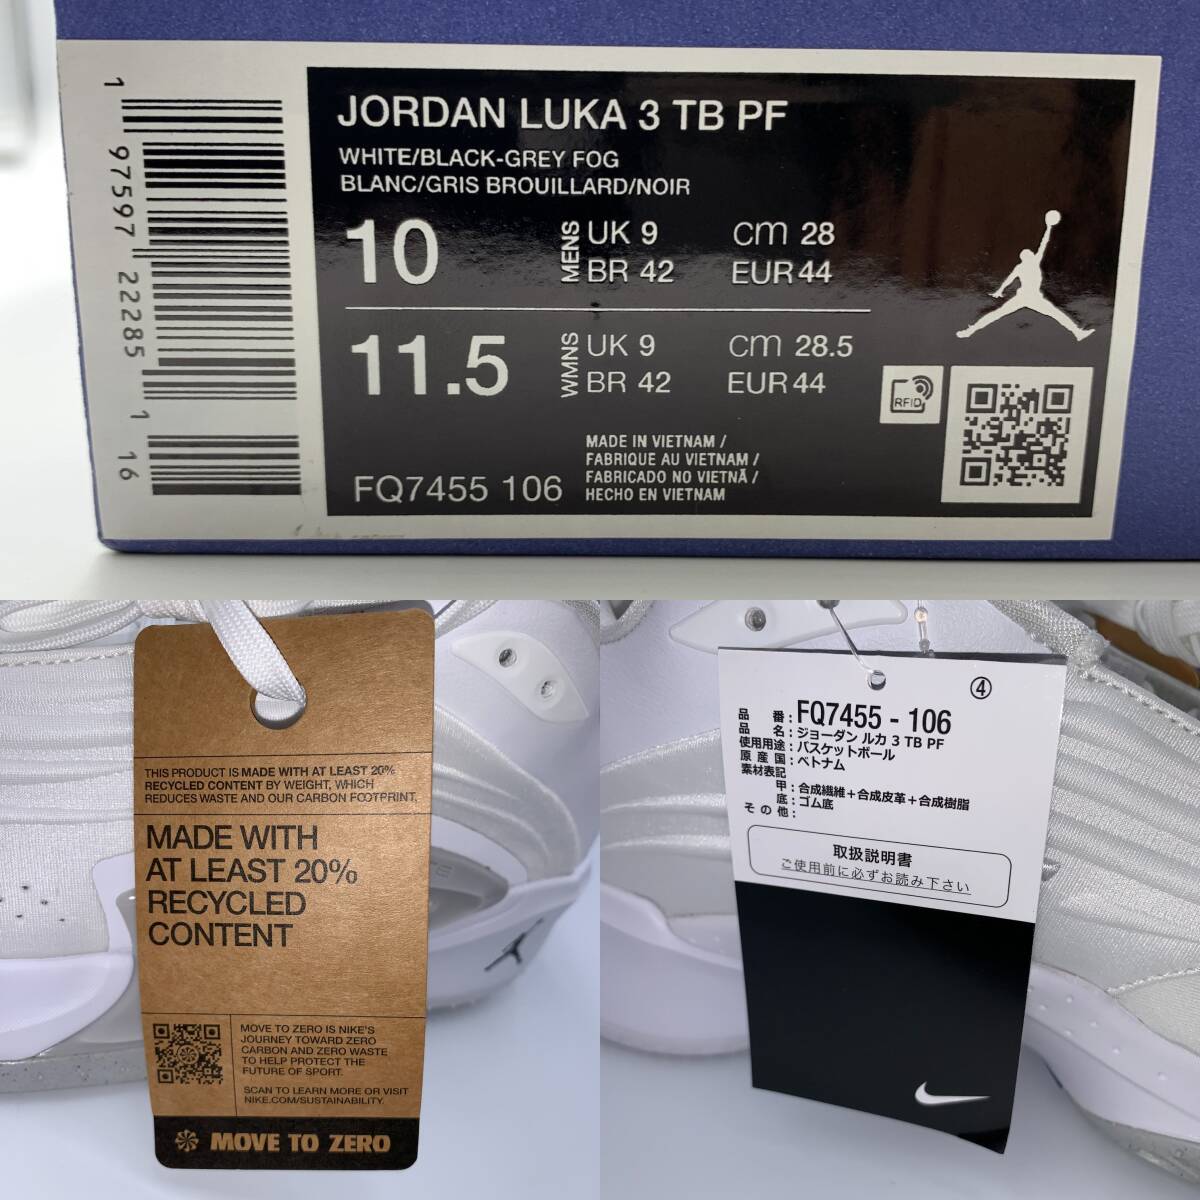 1 97597 22285 1 16
JORDAN LUKA 3 TB PF
WHITE/BLACK-GREY FOG
BLANC/GRIS BROUILLARD/NOIR
10 MENS UK 9 cm 28
BR 42 EUR 44
11.5 WMNS UK 9 cm 28.5
BR 42 EUR 44
RFID
FQ7455 106
MADE IN VIETNAM /
FABRIQUE AU VIETNAM /
FABRICADO NO VIETNÃ /
HECHO EN VIETNAM
THIS PRODUCT IS MADE WITH AT LEAST 20%
RECYCLED CONTENT BY WEIGHT, WHICH
REDUCES WASTE AND OUR CARBON FOOTPRINT.
MADE WITH
AT LEAST 20%
RECYCLED
CONTENT
MOVE TO ZERO IS NIKE'S
JOURNEY TOWARD ZERO
CARBON AND ZERO WASTE
TO HELP PROTECT THE
FUTURE OF SPORT.
SCAN TO LEARN MORE OR VISIT
NIKE.COM/SUSTAINABILITY.
MOVE TO ZERO
④
品番:FQ7455-106
品名:ジョーダン ルカ 3 TB PF
使用用途:バスケットボール
原産国:ベトナム
素材表記
甲:合成繊維+合成皮革+合成樹脂
底:ゴム底
その他:
取扱説明書
ご使用前に必ずお読み下さい